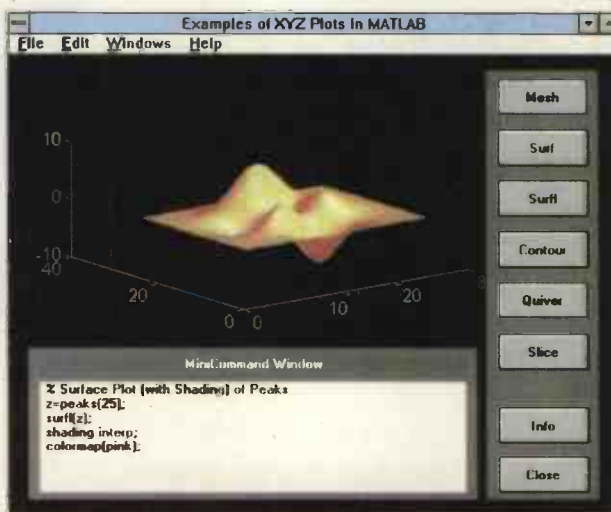 Examples of XYZ Plots in MATLAB
File Edit Windows Help
Mesh
Surf
Surfl
Contour
Quiver
Slice
Info
Close
10
0
-10
40
20
0
0
10
20
MiniCommand Window
% Surface Plot (with Shading) of Peaks
z=peaks(25);
surfl(z);
shading interp;
colormap(pink);